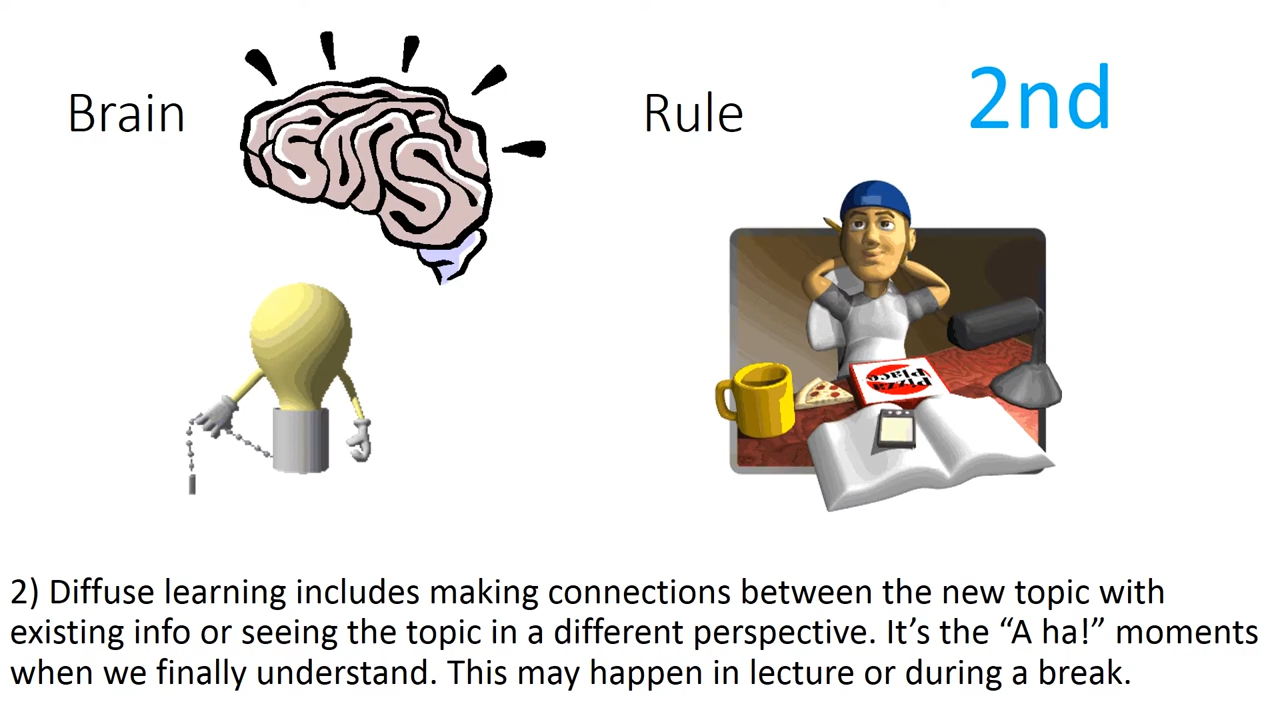 Brain
Rule
2nd
Pizza
Place
2) Diffuse learning includes making connections between the new topic with
existing info or seeing the topic in a different perspective. It’s the “A ha!” moments
when we finally understand. This may happen in lecture or during a break.